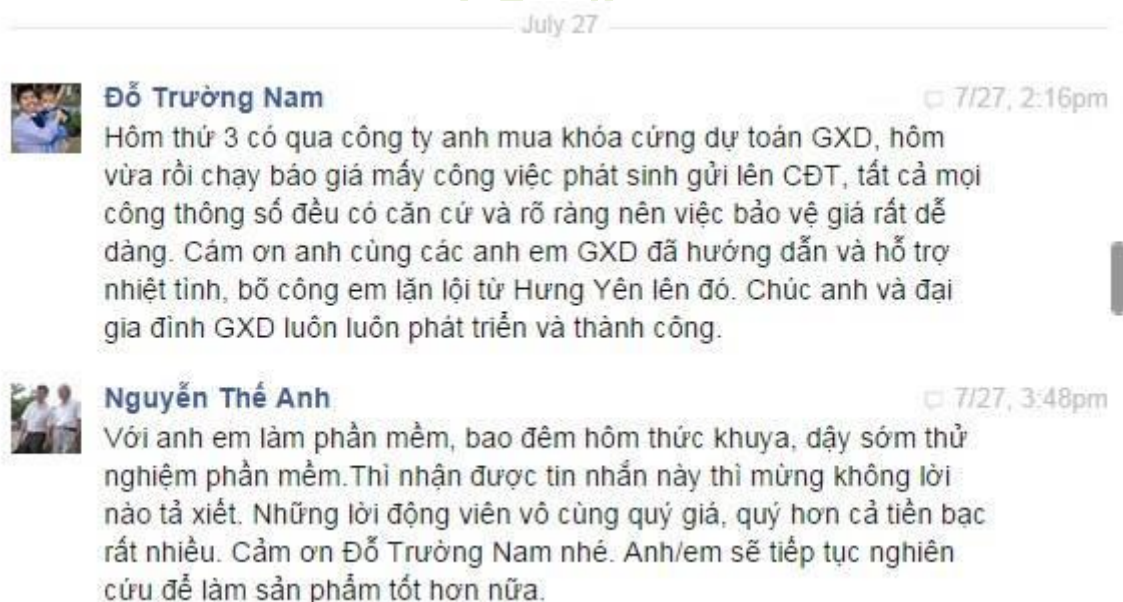 July 27
Đỗ Trường Nam
7/27, 2:16pm
Hôm thứ 3 có qua công ty anh mua khóa cứng dự toán GXD, hôm
vừa rồi chạy báo giá mấy công việc phát sinh gửi lên CĐT, tất cả mọi
công thông số đều có căn cứ và rõ ràng nên việc bảo vệ giá rất dễ
dàng. Cám ơn anh cùng các anh em GXD đã hướng dẫn và hỗ trợ
nhiệt tình, bõ công em lặn lội từ Hưng Yên lên đó. Chúc anh và đại
gia đình GXD luôn luôn phát triển và thành công.
Nguyễn Thế Anh
7/27, 3:48pm
Với anh em làm phần mềm, bao đêm hôm thức khuya, dậy sớm thử
nghiệm phần mềm.Thì nhận được tin nhắn này thì mừng không lời
nào tả xiết. Những lời động viên vô cùng quý giá, quý hơn cả tiền bạc
rất nhiều. Cảm ơn Đỗ Trường Nam nhé. Anh/em sẽ tiếp tục nghiên
cứu để làm sản phẩm tốt hơn nữa.